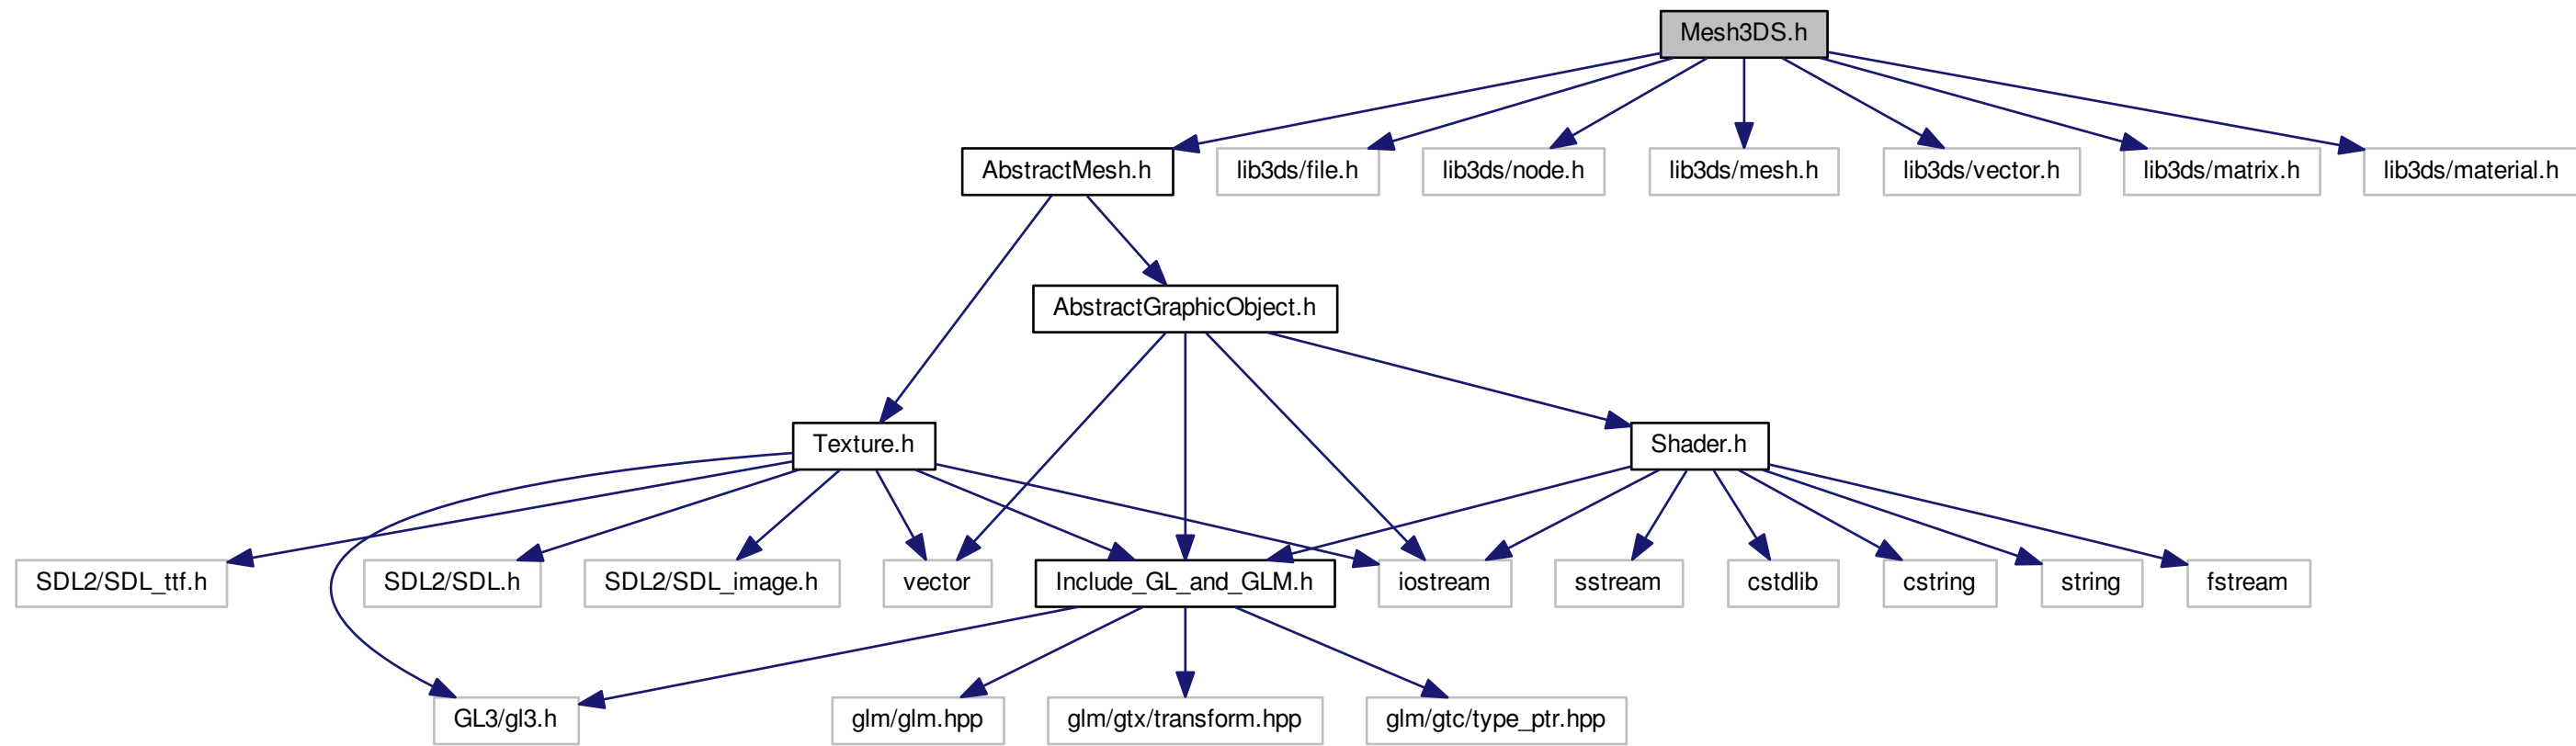 Mesh3DS.h
AbstractMesh.h
lib3ds/file.h
lib3ds/node.h
lib3ds/mesh.h
lib3ds/vector.h
lib3ds/matrix.h
lib3ds/material.h
AbstractGraphicObject.h
Texture.h
Shader.h
SDL2/SDL_ttf.h
SDL2/SDL.h
SDL2/SDL_image.h
vector
Include_GL_and_GLM.h
iostream
sstream
cstdlib
cstring
string
fstream
GL3/gl3.h
glm/glm.hpp
glm/gtx/transform.hpp
glm/gtc/type_ptr.hpp